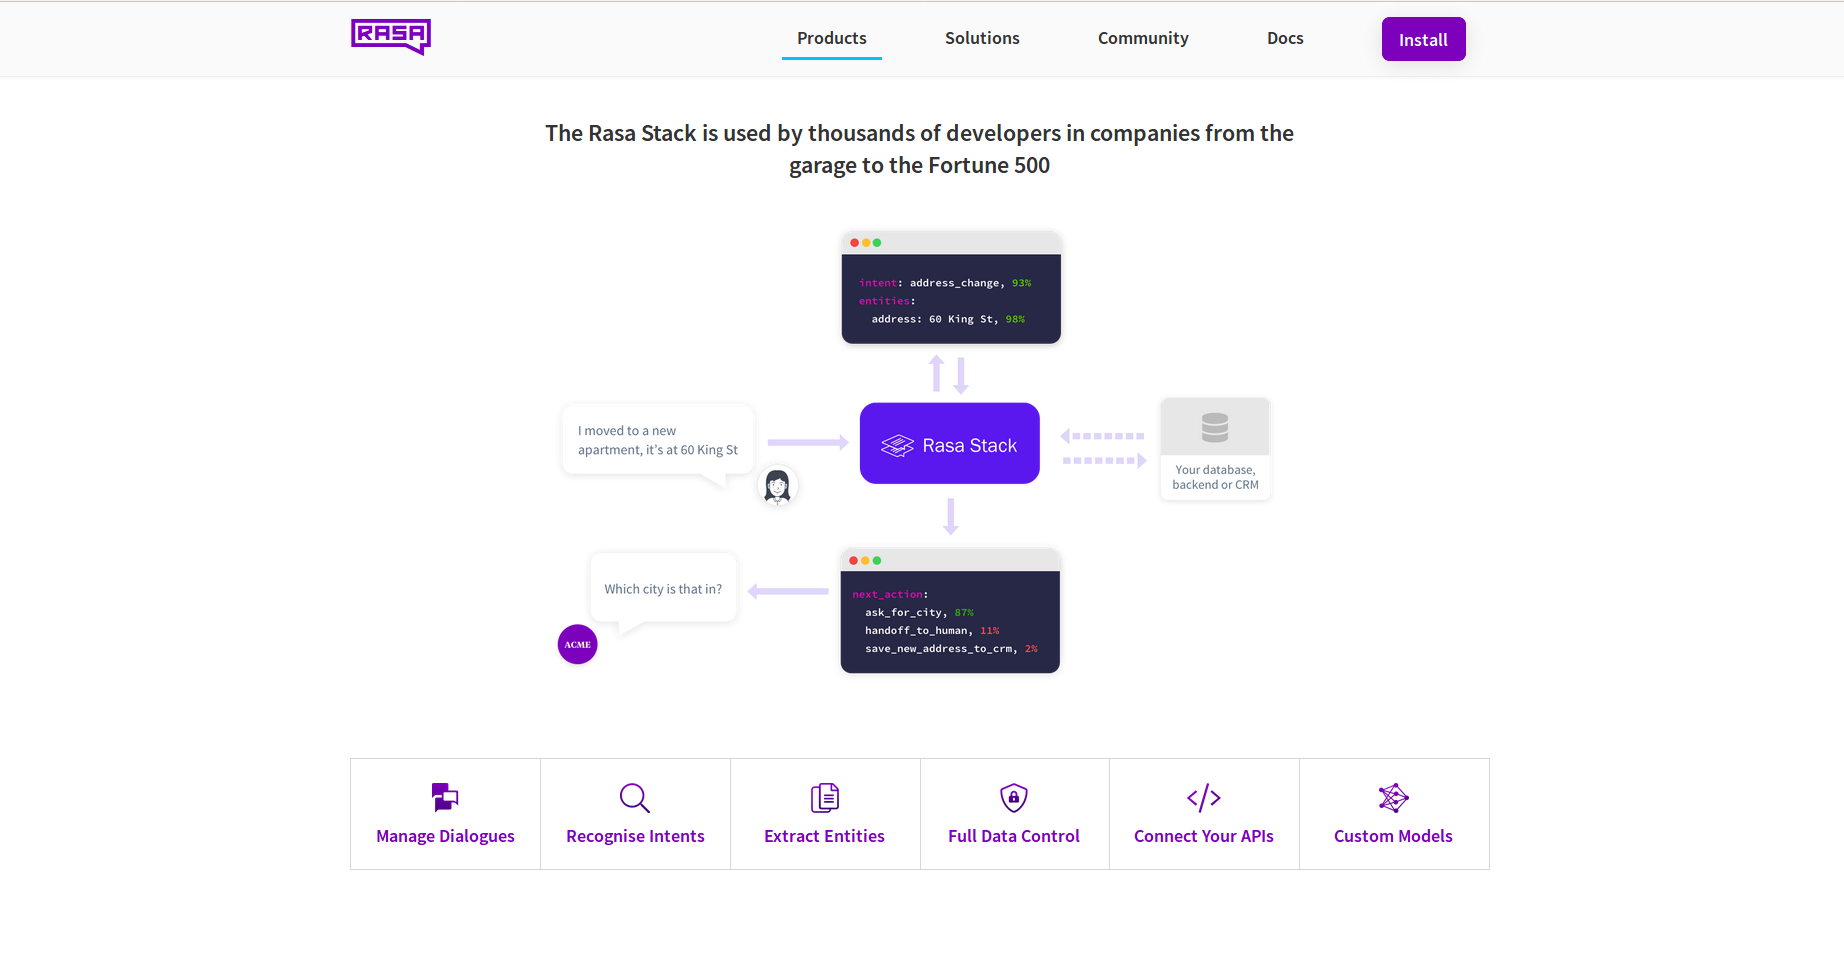 RASA
Products
Solutions
Community
Docs
Install
The Rasa Stack is used by thousands of developers in companies from the
garage to the Fortune 500
intent: address_change, 93%
entities:
address: 60 King St, 98%
I moved to a new
apartment, it's at 60 King St
Rasa Stack
Your database,
backend or CRM
Which city is that in?
ACME
next_action:
ask_for_city, 87%
handoff_to_human, 11%
save_new_address_to_crm, 2%
Manage Dialogues
Recognise Intents
Extract Entities
Full Data Control
Connect Your APIs
Custom Models